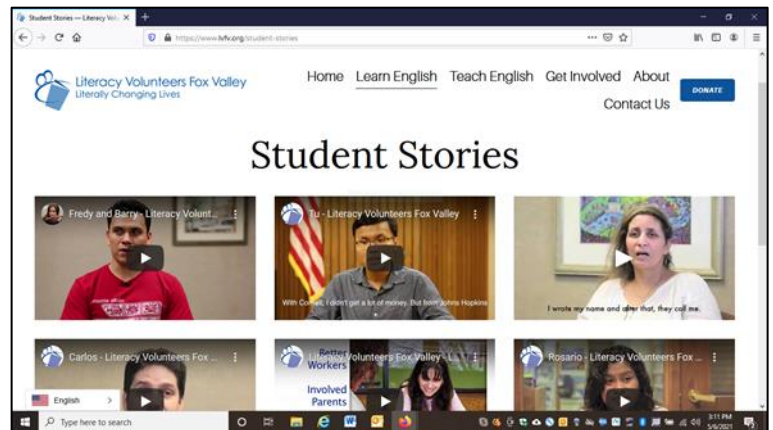 Student Stories — Literacy Vol
https://www.lvfv.org/student-stories
Literacy Volunteers Fox Valley
Literally Changing Lives
Home Learn English Teach English Get Involved About
Contact Us
DONATE
Student Stories
Fredy and Barry - Literacy Volunt...
Tu - Literacy Volunteers Fox Valley
With Cornell, I didn't get a lot of money. But from Johns Hopkins
I wrote my name and after that, they call me.
Carlos - Literacy Volunteers Fox ...
Literacy Volunteers Fox Valley - L...
Better
Workers
Involved
Parents
Rosario - Literacy Volunteers Fox ...
English
Type here to search
3:11 PM
5/6/2021